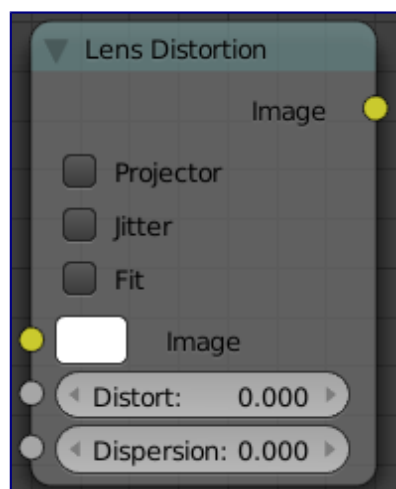 Lens Distortion
Image
Projector
Jitter
Fit
Image
Distort: 0.000
Dispersion: 0.000